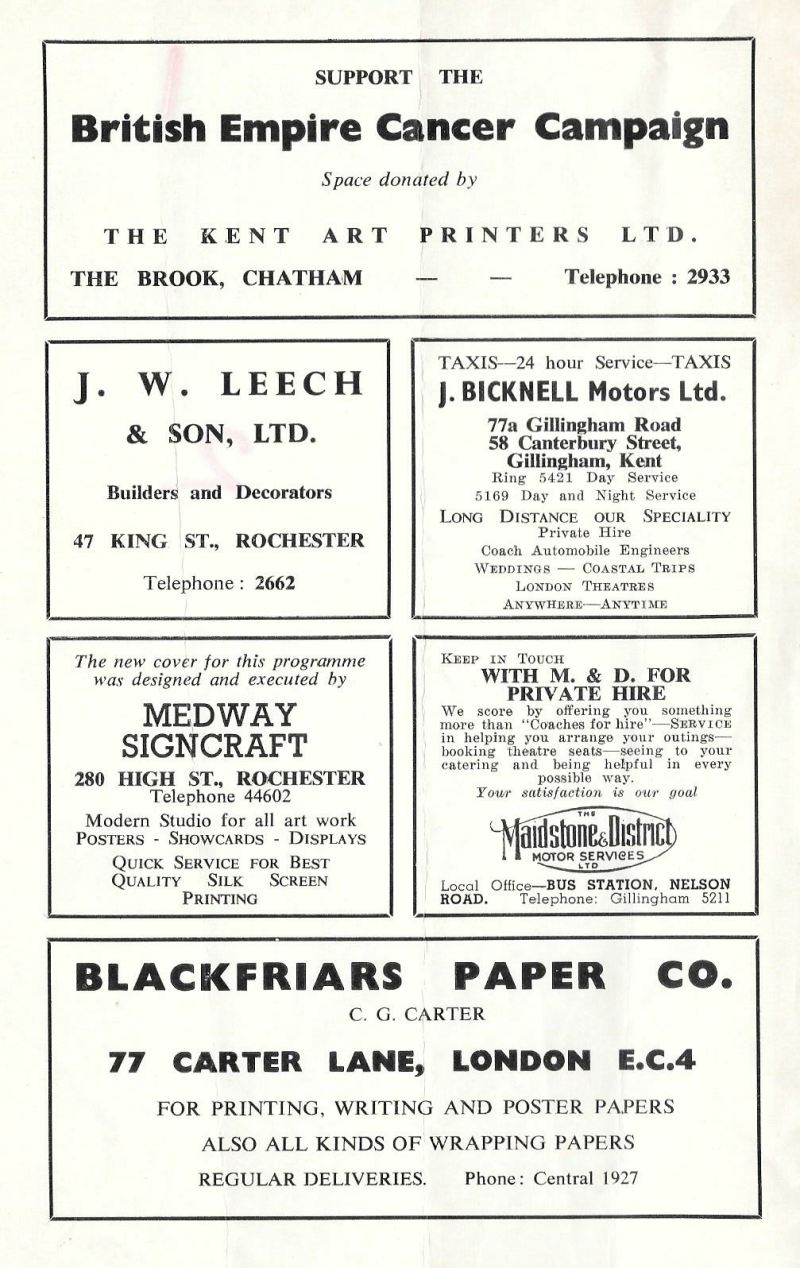 SUPPORT THE
British Empire Cancer Campaign
Space donated by
THE KENT ART PRINTERS LTD.
THE BROOK, CHATHAM — — Telephone : 2933
J. W. LEECH
& SON, LTD.
Builders and Decorators
47 KING ST., ROCHESTER
Telephone : 2662
TAXIS—24 hour Service—TAXIS
J. BICKNELL Motors Ltd.
77a Gillingham Road
58 Canterbury Street,
Gillingham, Kent
Ring 5421 Day Service
5169 Day and Night Service
LONG DISTANCE OUR SPECIALITY
Private Hire
Coach Automobile Engineers
WEDDINGS — COASTAL TRIPS
LONDON THEATRES
ANYWHERE—ANYTIME
The new cover for this programme
was designed and executed by
MEDWAY
SIGNCRAFT
280 HIGH ST., ROCHESTER
Telephone 44602
Modern Studio for all art work
POSTERS - SHOWCARDS - DISPLAYS
QUICK SERVICE FOR BEST
QUALITY SILK SCREEN
PRINTING
KEEP IN TOUCH
WITH M. & D. FOR
PRIVATE HIRE
We score by offering you something
more than "Coaches for hire"—SERVICE
in helping you arrange your outings—
booking theatre seats—seeing to your
catering and being helpful in every
possible way.
Your satisfaction is our goal
THE
Maidstone & District
MOTOR SERVICES
LTD
Local Office—BUS STATION, NELSON
ROAD. Telephone: Gillingham 5211
BLACKFRIARS PAPER CO.
C. G. CARTER
77 CARTER LANE, LONDON E.C.4
FOR PRINTING, WRITING AND POSTER PAPERS
ALSO ALL KINDS OF WRAPPING PAPERS
REGULAR DELIVERIES. Phone : Central 1927